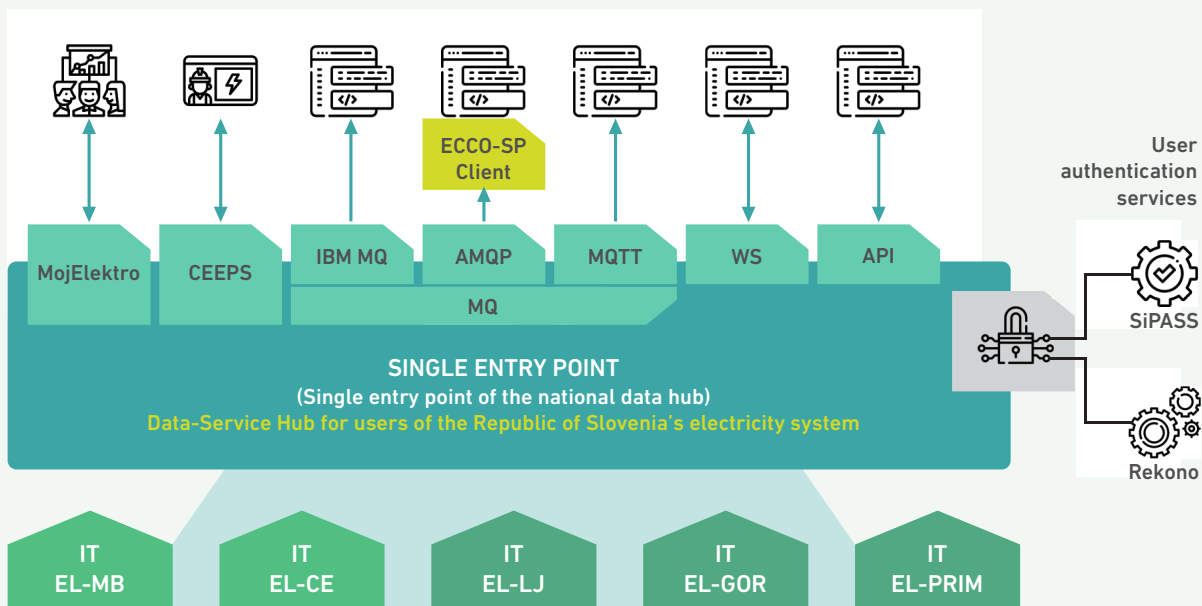 </>
</>
</>
</>
</>
ECCO-SP
Client
User
authentication
services
MojElektro
CEEPS
IBM MQ
AMQP
MQTT
WS
API
MQ
SiPASS
SINGLE ENTRY POINT
(Single entry point of the national data hub)
Data-Service Hub for users of the Republic of Slovenia's electricity system
Rekono
IT
EL-MB
IT
EL-CE
IT
EL-LJ
IT
EL-GOR
IT
EL-PRIM